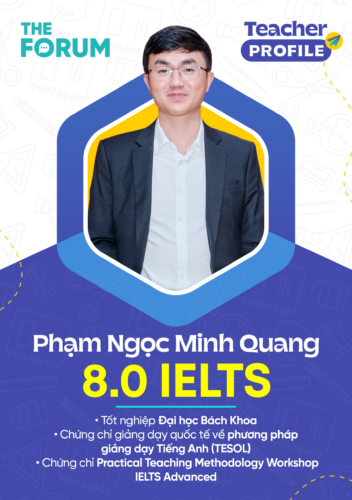 THE
FORUM
Teacher
PROFILE
Phạm Ngọc Minh Quang
8.0 IELTS
• Tốt nghiệp Đại học Bách Khoa
• Chứng chỉ giảng dạy quốc tế về phương pháp
giảng dạy Tiếng Anh (TESOL)
• Chứng chỉ Practical Teaching Methodology Workshop
IELTS Advanced